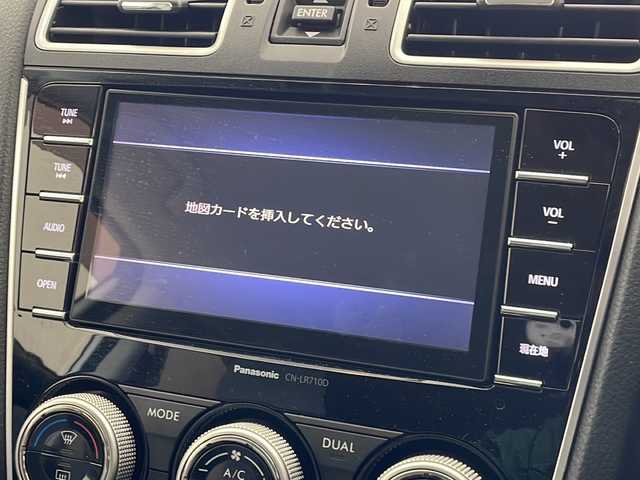 ENTER
TUNE
TUNE
AUDIO
OPEN
地図カードを挿入してください。
VOL
+
VOL
−
MENU
現在地
Panasonic CN-LR710D
MODE
A/C
DUAL